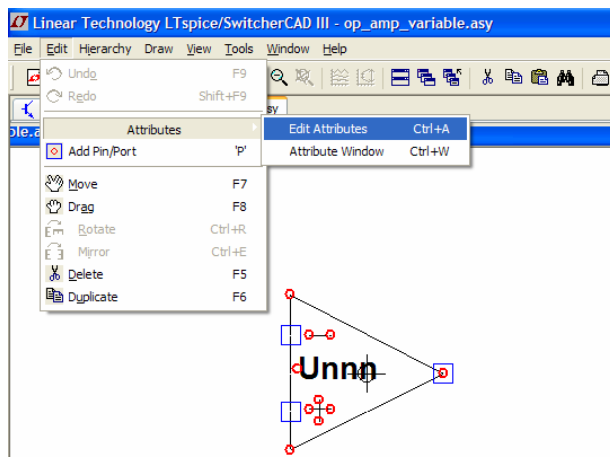 Linear Technology LTspice/SwitcherCAD III - op_amp_variable.asy
File Edit Hierarchy Draw View Tools Window Help
Undo F9
Redo Shift+F9
sy
ble.a
Attributes
Edit Attributes Ctrl+A
Add Pin/Port 'P'
Attribute Window Ctrl+W
Move F7
Drag F8
Rotate Ctrl+R
Mirror Ctrl+E
Delete F5
Duplicate F6
Unnn